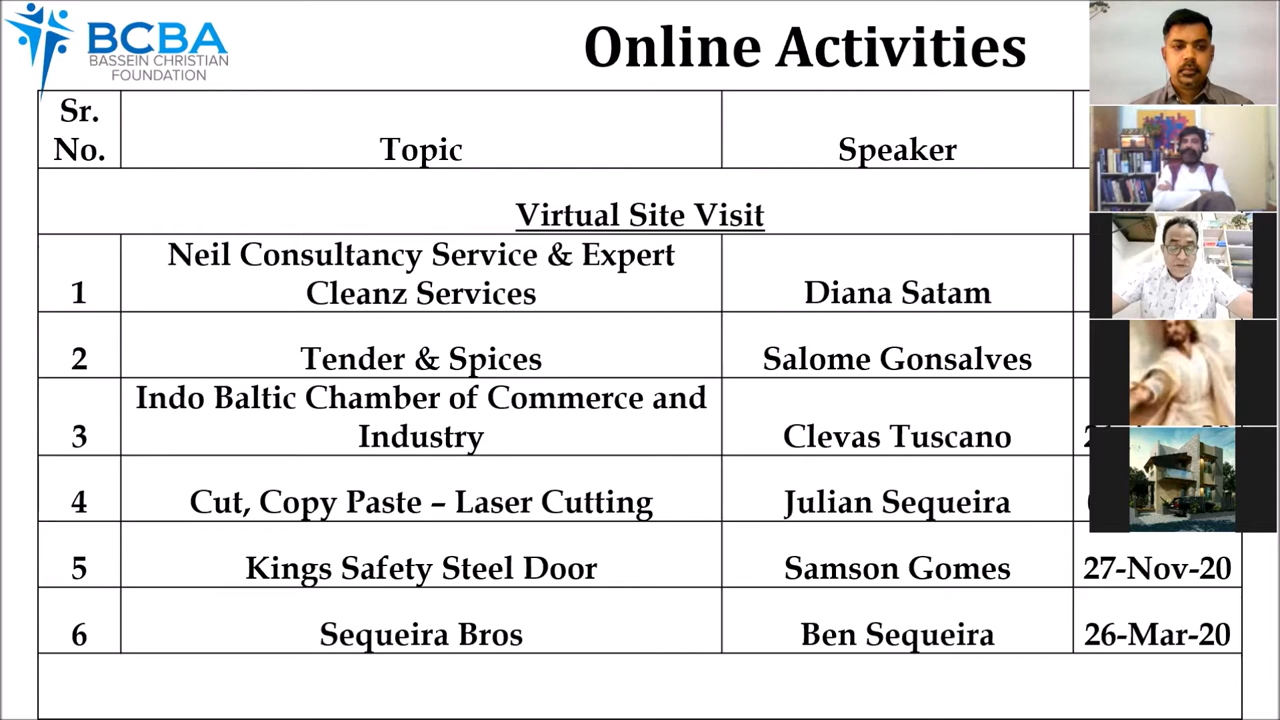 BCBA
BASSEIN CHRISTIAN
FOUNDATION
Online Activities
Sr.
No.
Topic
Speaker
Virtual Site Visit
1
Neil Consultancy Service & Expert
Cleanz Services
Diana Satam
2
Tender & Spices
Salome Gonsalves
3
Indo Baltic Chamber of Commerce and
Industry
Clevas Tuscano
4
Cut, Copy Paste – Laser Cutting
Julian Sequeira
5
Kings Safety Steel Door
Samson Gomes
27-Nov-20
6
Sequeira Bros
Ben Sequeira
26-Mar-20